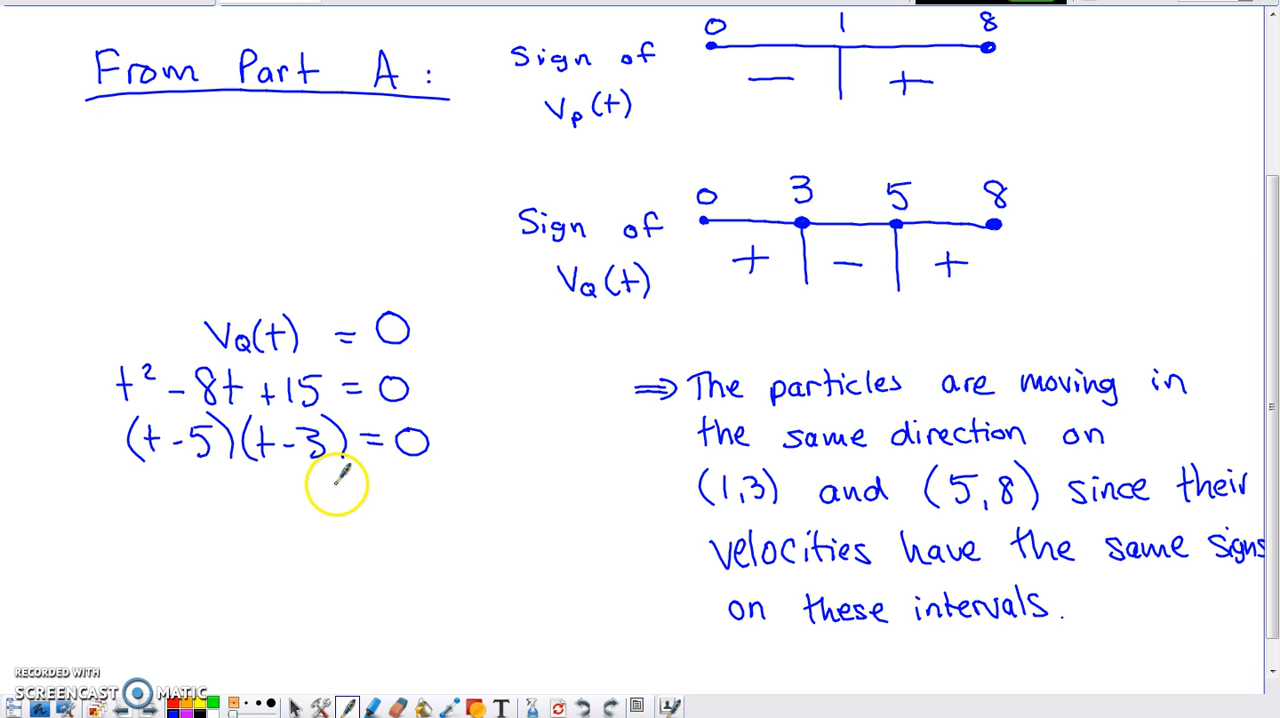 From Part A :
Sign of
Vp(t)
0 1 8
− +
Sign of
VQ(t)
0 3 5 8
+ − +
VQ(t) = 0
t² - 8t + 15 = 0
(t - 5)(t - 3) = 0
⇒ The particles are moving in
the same direction on
(1,3) and (5,8) since their
velocities have the same signs
on these intervals.
RECORDED WITH
SCREENCAST MATIC
T